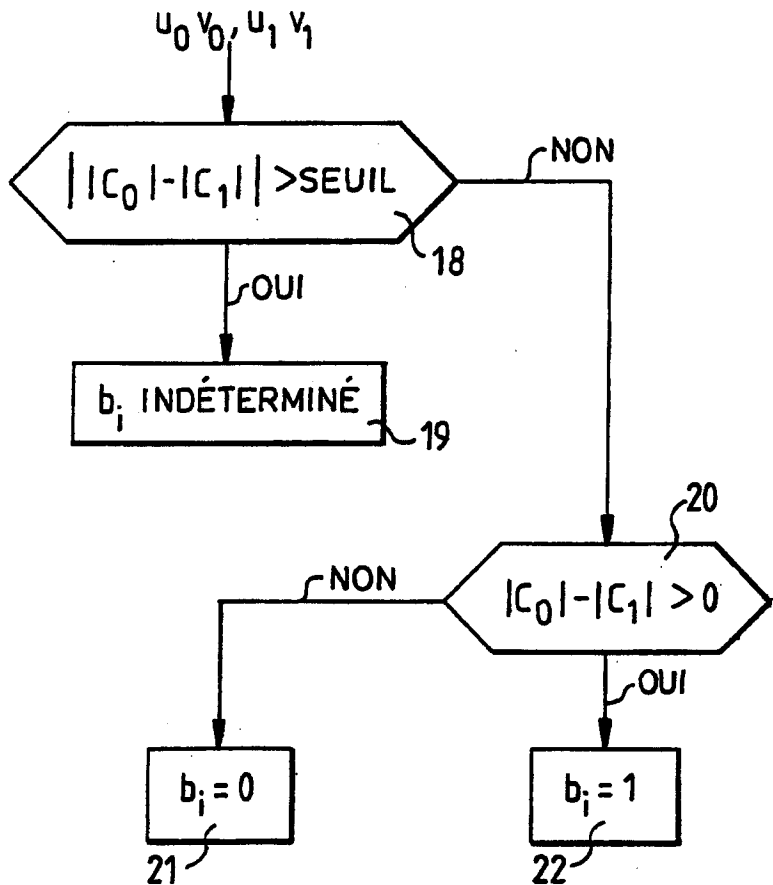 u₀ v₀, u₁ v₁
||C₀|-|C₁|| >SEUIL
NON
18
OUI
bᵢ INDÉTERMINÉ
19
20
NON
|C₀|-|C₁| >0
OUI
bᵢ = 0
bᵢ = 1
21
22